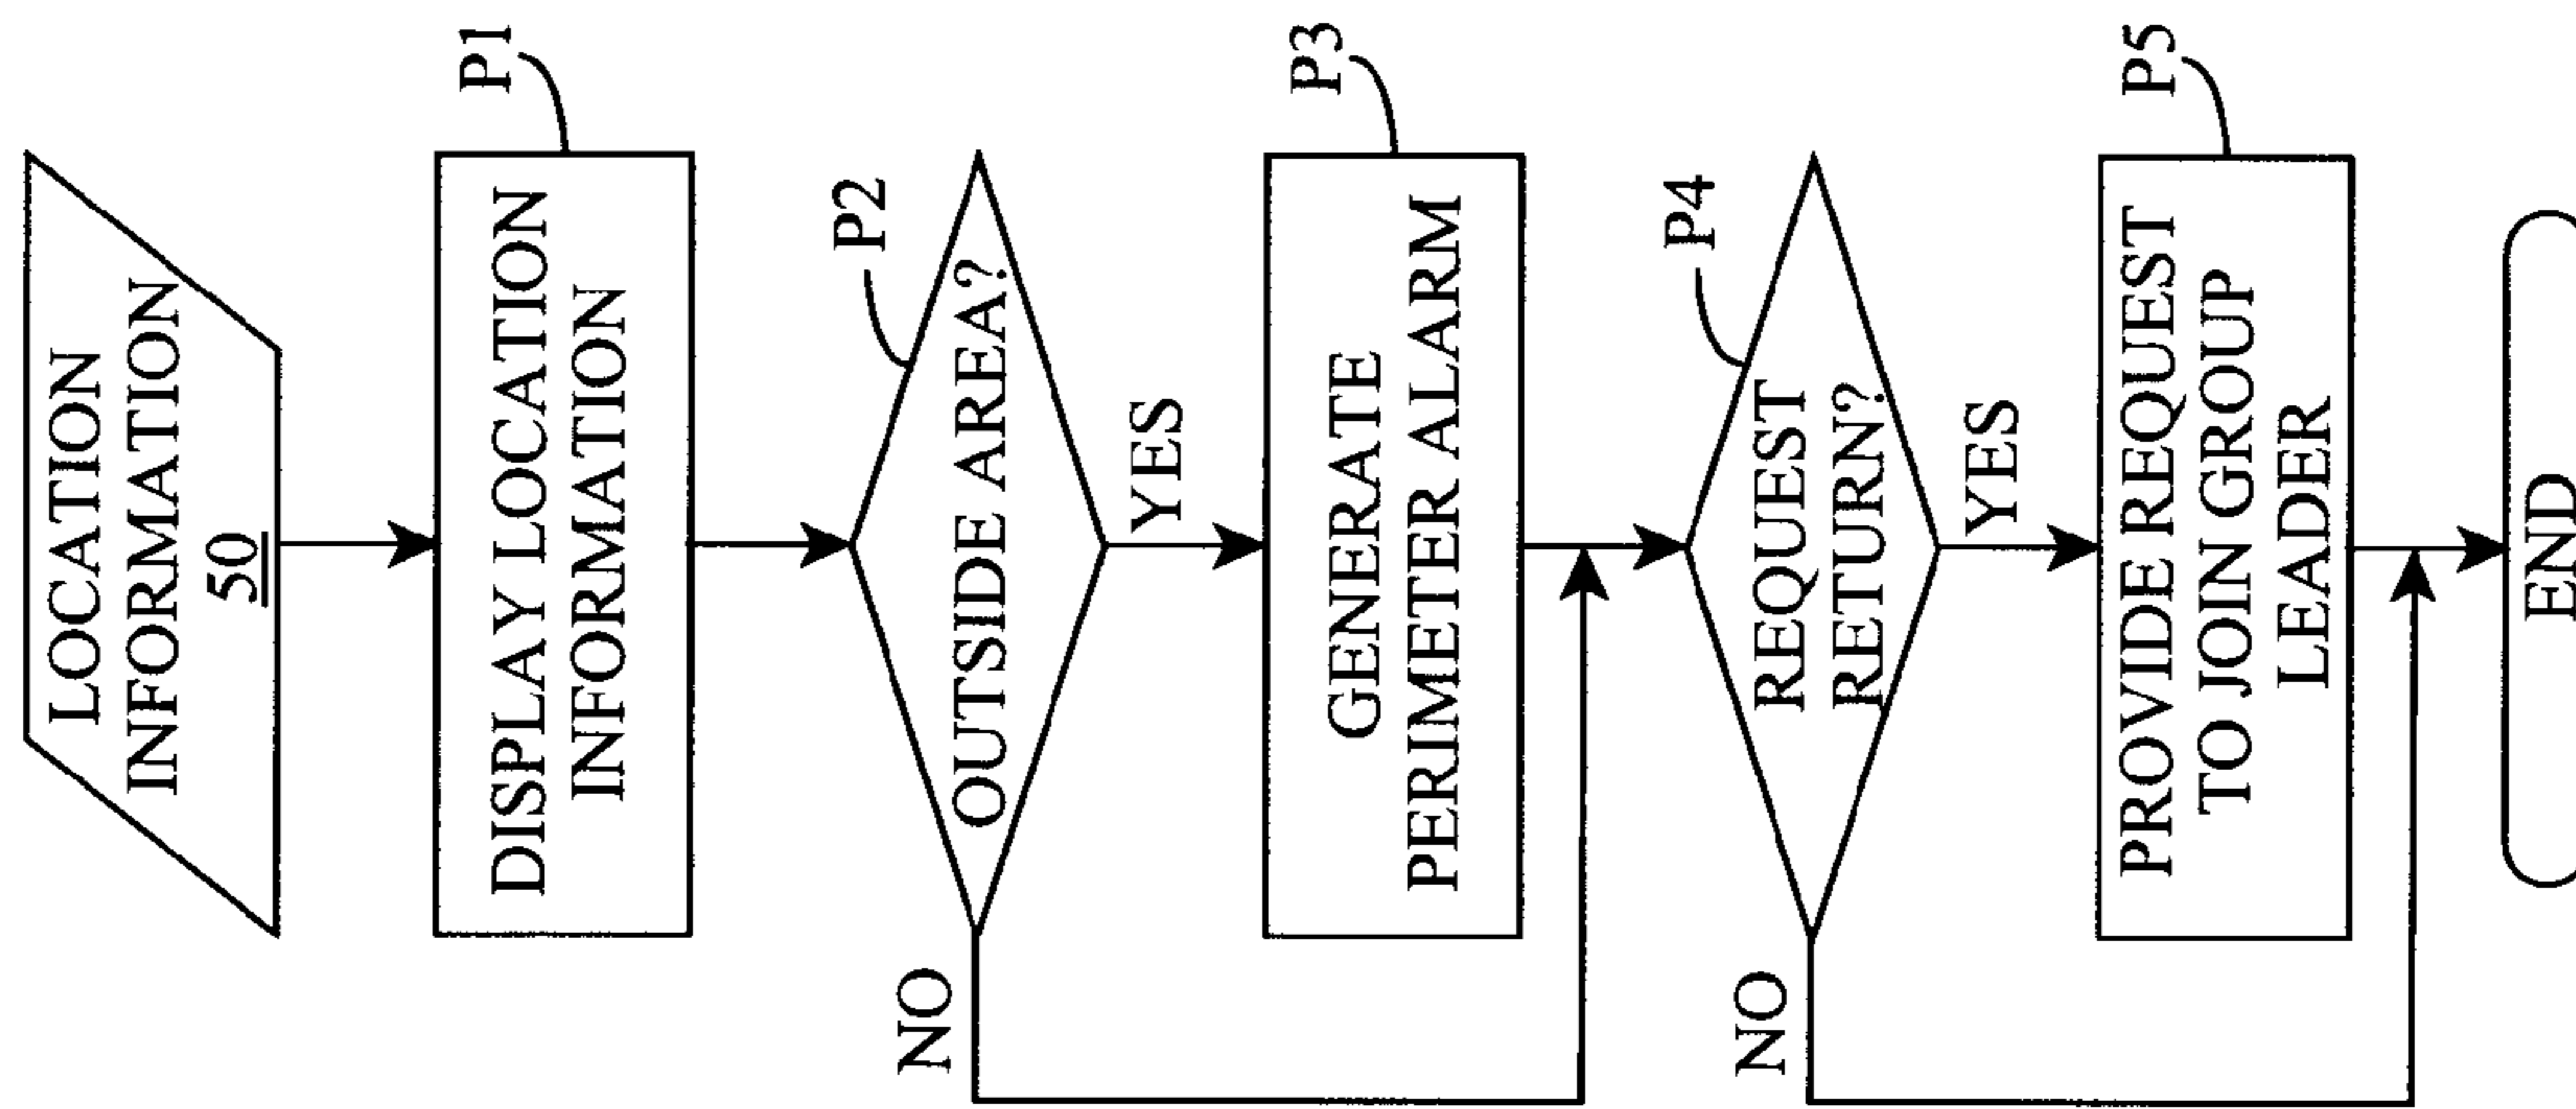 LOCATION
INFORMATION
50
P1
DISPLAY LOCATION
INFORMATION
P2
OUTSIDE AREA?
NO
YES
P3
GENERATE
PERIMETER ALARM
P4
REQUEST
RETURN?
NO
YES
P5
PROVIDE REQUEST
TO JOIN GROUP
LEADER
END